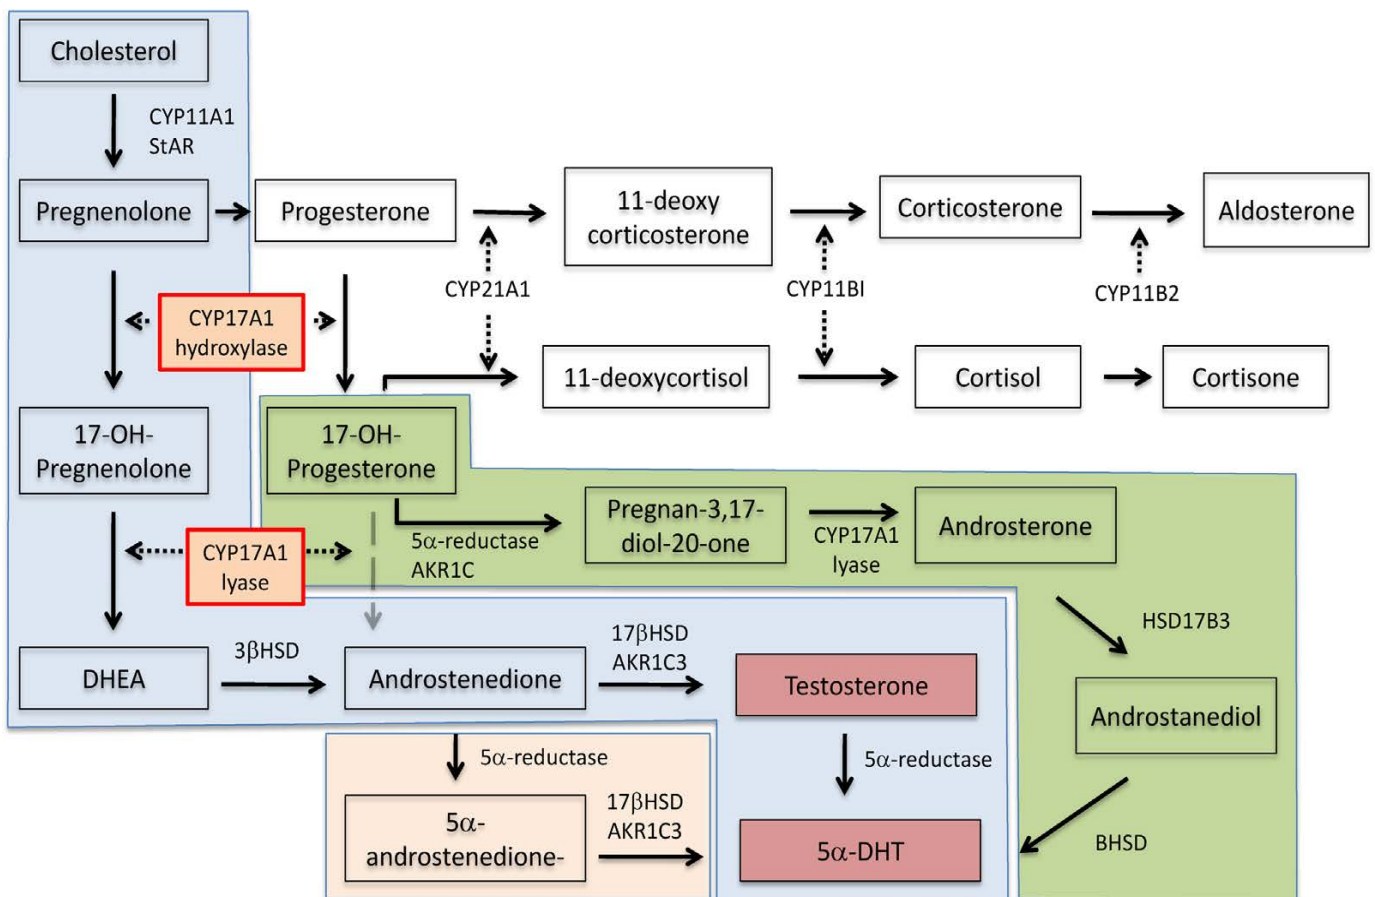 Cholesterol
CYP11A1
StAR
Pregnenolone
Progesterone
11-deoxy
corticosterone
Corticosterone
Aldosterone
CYP21A1
CYP11BI
CYP11B2
CYP17A1
hydroxylase
11-deoxycortisol
Cortisol
Cortisone
17-OH-
Pregnenolone
17-OH-
Progesterone
5α-reductase
AKR1C
Pregnan-3,17-
diol-20-one
CYP17A1
lyase
Androsterone
CYP17A1
lyase
HSD17B3
DHEA
3βHSD
Androstenedione
17βHSD
AKR1C3
Testosterone
Androstanediol
5α-reductase
5α-reductase
5α-
androstenedione-
17βHSD
AKR1C3
5α-DHT
BHSD